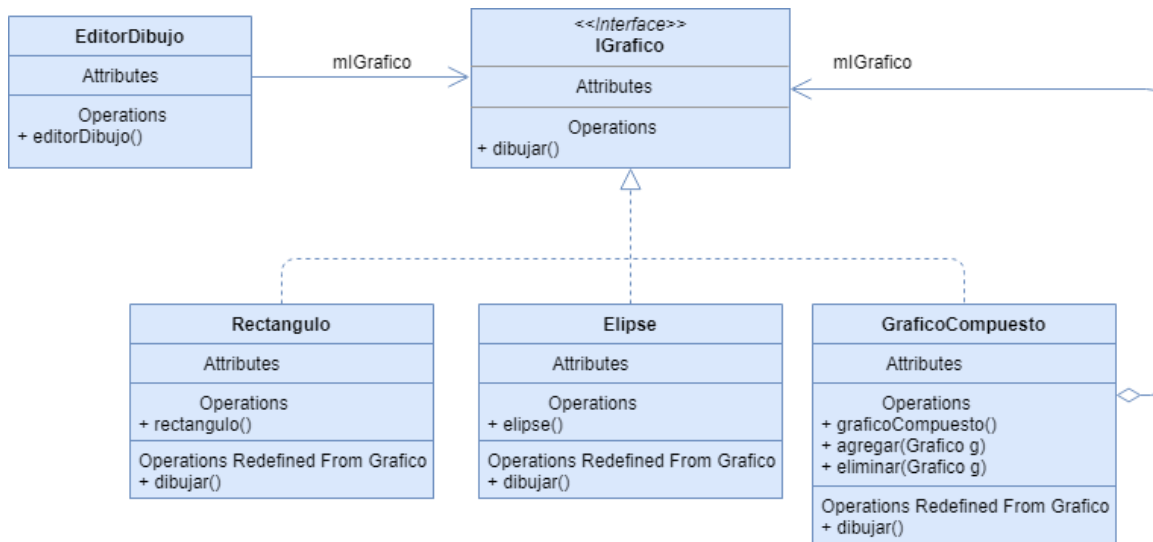 EditorDibujo
Attributes
Operations
+ editorDibujo()
mIGrafico
<<Interface>>
IGrafico
Attributes
Operations
+ dibujar()
mIGrafico
Rectangulo
Attributes
Operations
+ rectangulo()
Operations Redefined From Grafico
+ dibujar()
Elipse
Attributes
Operations
+ elipse()
Operations Redefined From Grafico
+ dibujar()
GraficoCompuesto
Attributes
Operations
+ graficoCompuesto()
+ agregar(Grafico g)
+ eliminar(Grafico g)
Operations Redefined From Grafico
+ dibujar()